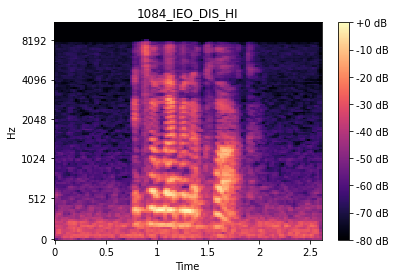 1084_IEO_DIS_HI
Hz
8192
4096
2048
1024
512
0
0
0.5
1
1.5
2
2.5
Time
+0 dB
-10 dB
-20 dB
-30 dB
-40 dB
-50 dB
-60 dB
-70 dB
-80 dB